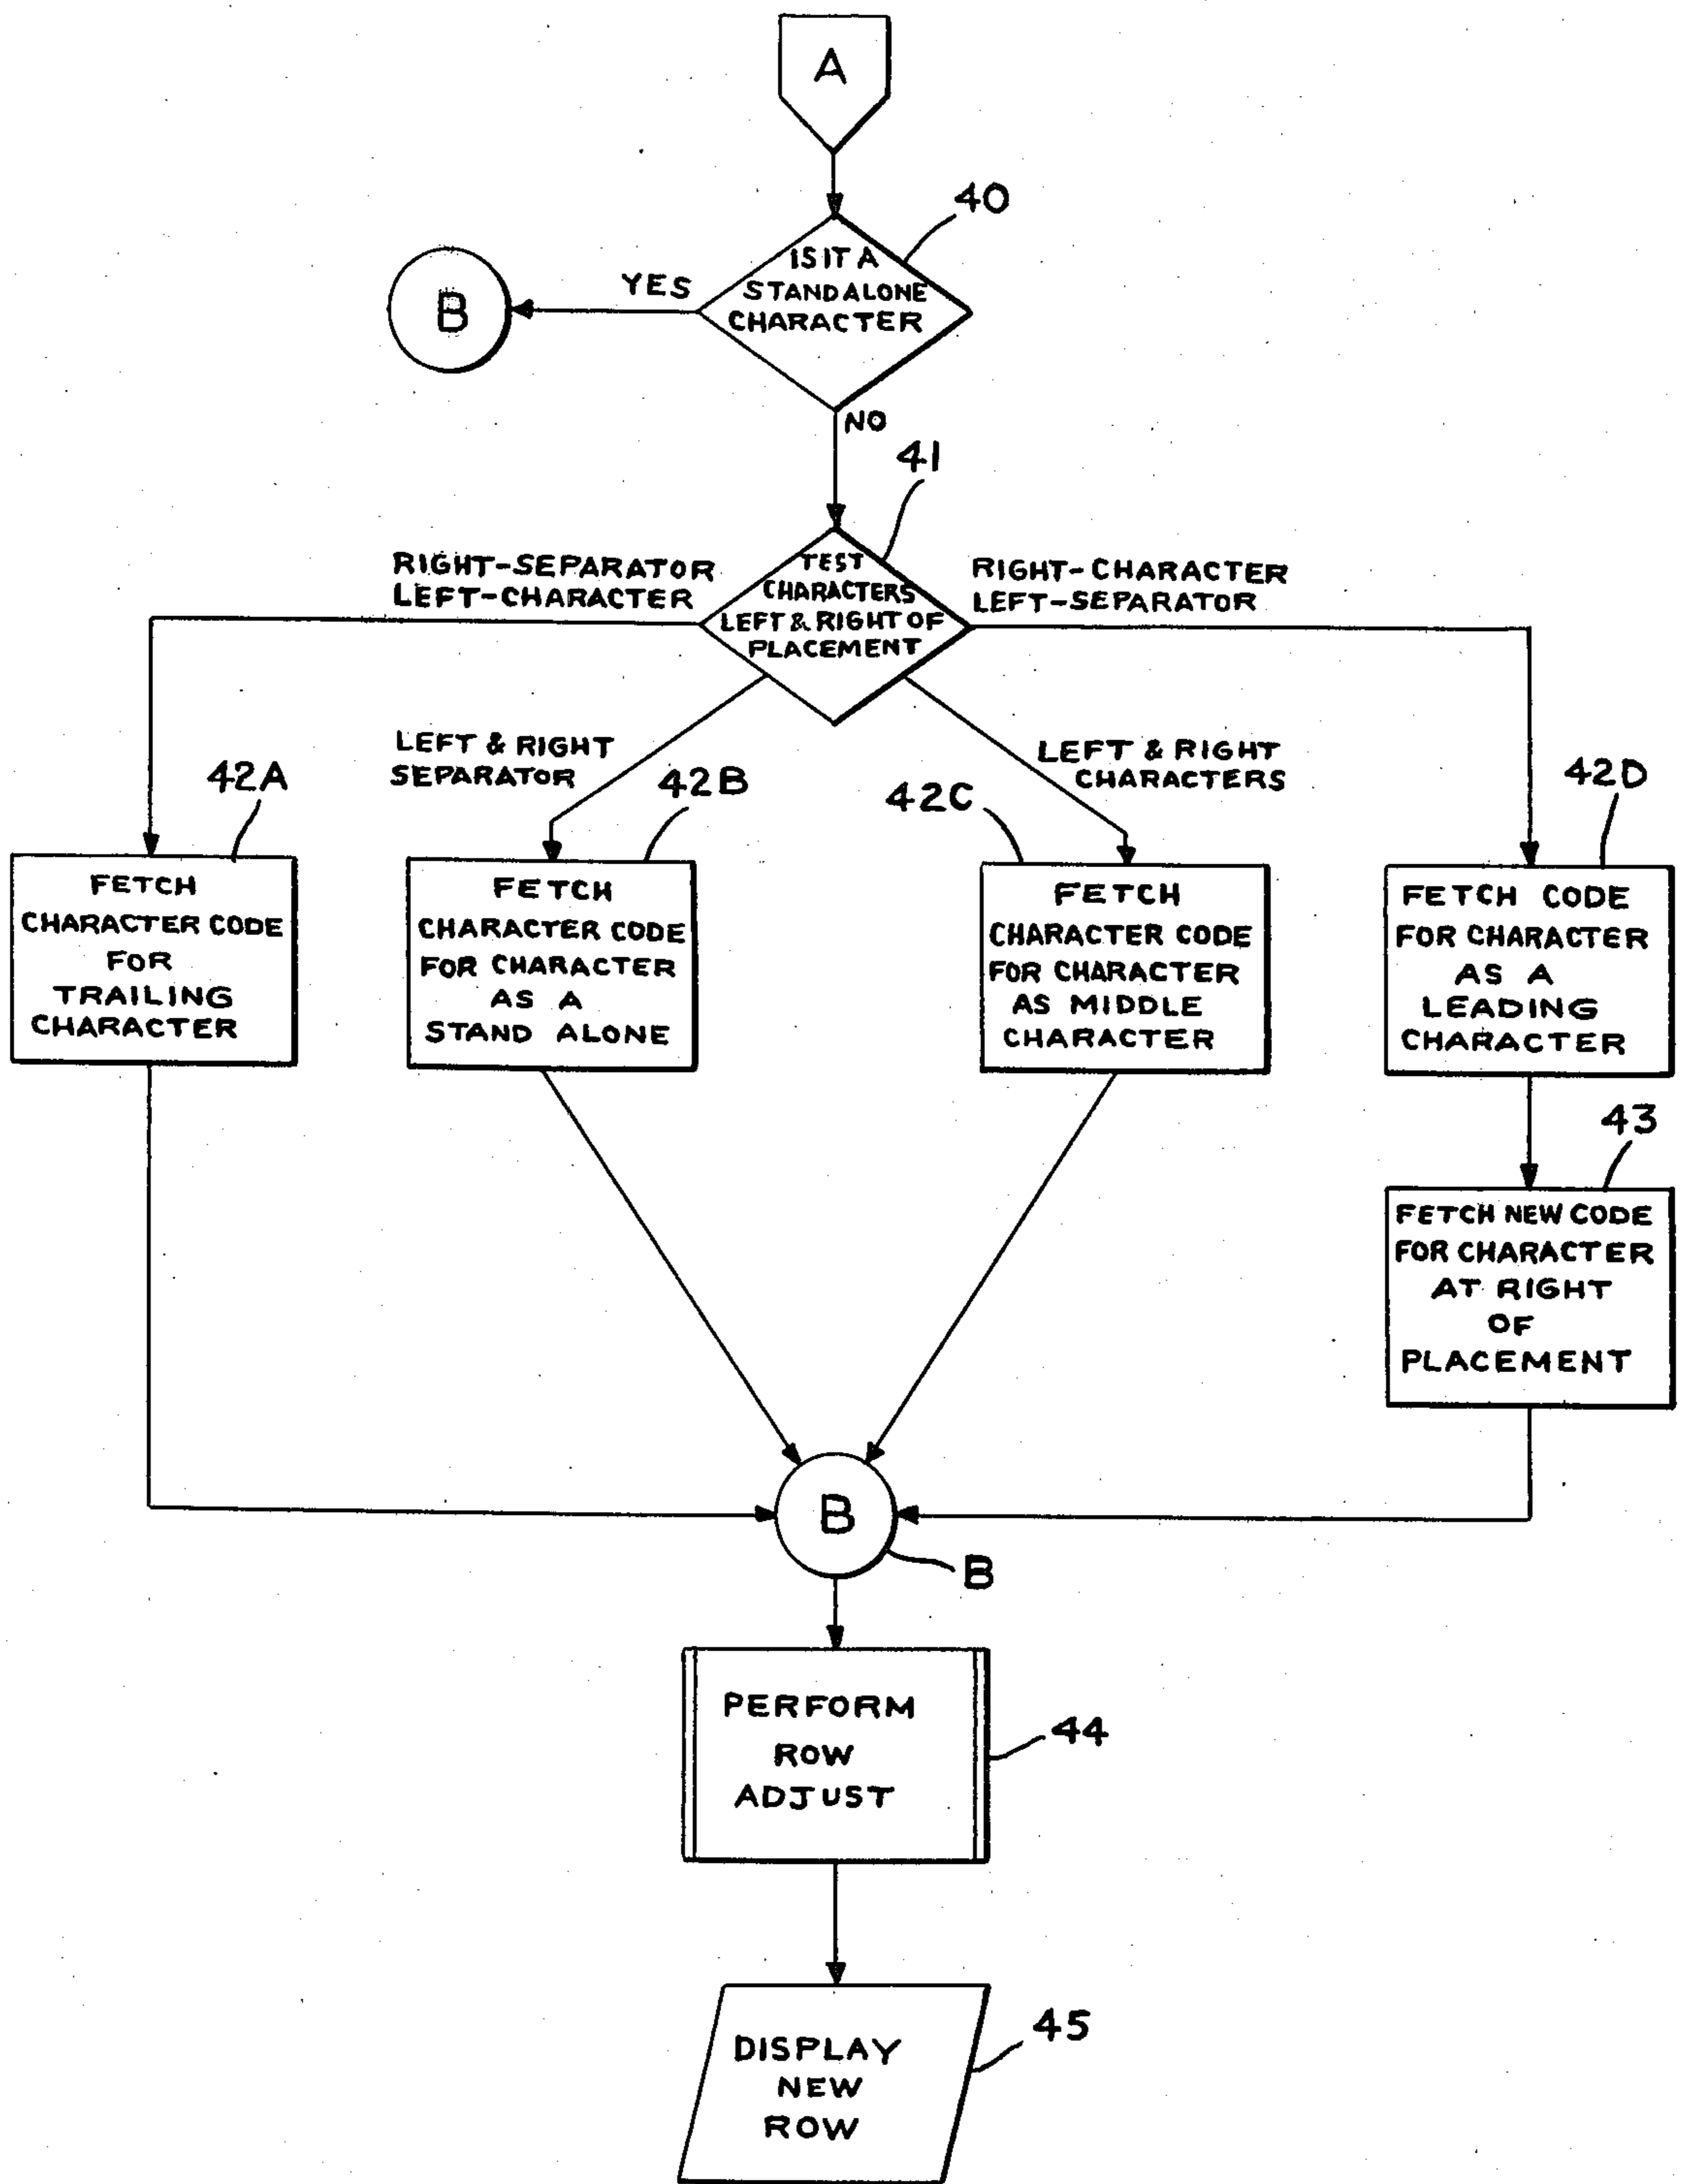 A
40
IS IT A
STANDALONE
CHARACTER
YES
B
NO
41
TEST
CHARACTERS
LEFT & RIGHT OF
PLACEMENT
RIGHT-SEPARATOR
LEFT-CHARACTER
RIGHT-CHARACTER
LEFT-SEPARATOR
LEFT & RIGHT
SEPARATOR
LEFT & RIGHT
CHARACTERS
42A
FETCH
CHARACTER CODE
FOR
TRAILING
CHARACTER
42B
FETCH
CHARACTER CODE
FOR CHARACTER
AS A
STAND ALONE
42C
FETCH
CHARACTER CODE
FOR CHARACTER
AS MIDDLE
CHARACTER
42D
FETCH CODE
FOR CHARACTER
AS A
LEADING
CHARACTER
43
FETCH NEW CODE
FOR CHARACTER
AT RIGHT
OF
PLACEMENT
B
B
PERFORM
ROW
ADJUST
44
DISPLAY
NEW
ROW
45